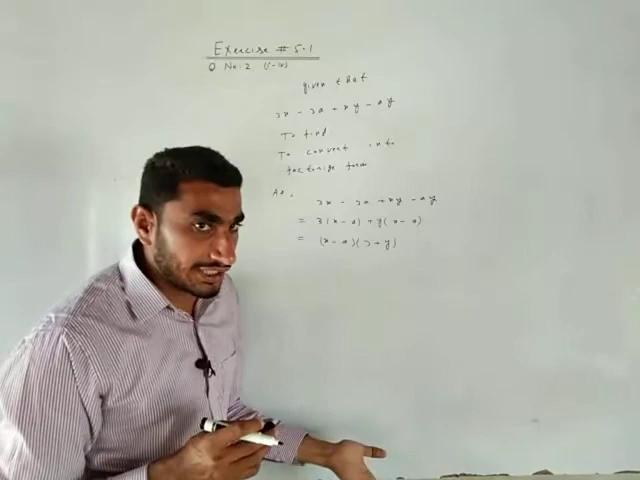 Exercise # 5.1
Q No: 2 (i-iv)
given that
3x - 3a + xy - ay
To find
To convert into
factorize form
As,
3x - 3a + xy - ay
= 3(x-a) + y(x-a)
= (x-a)(3+y)